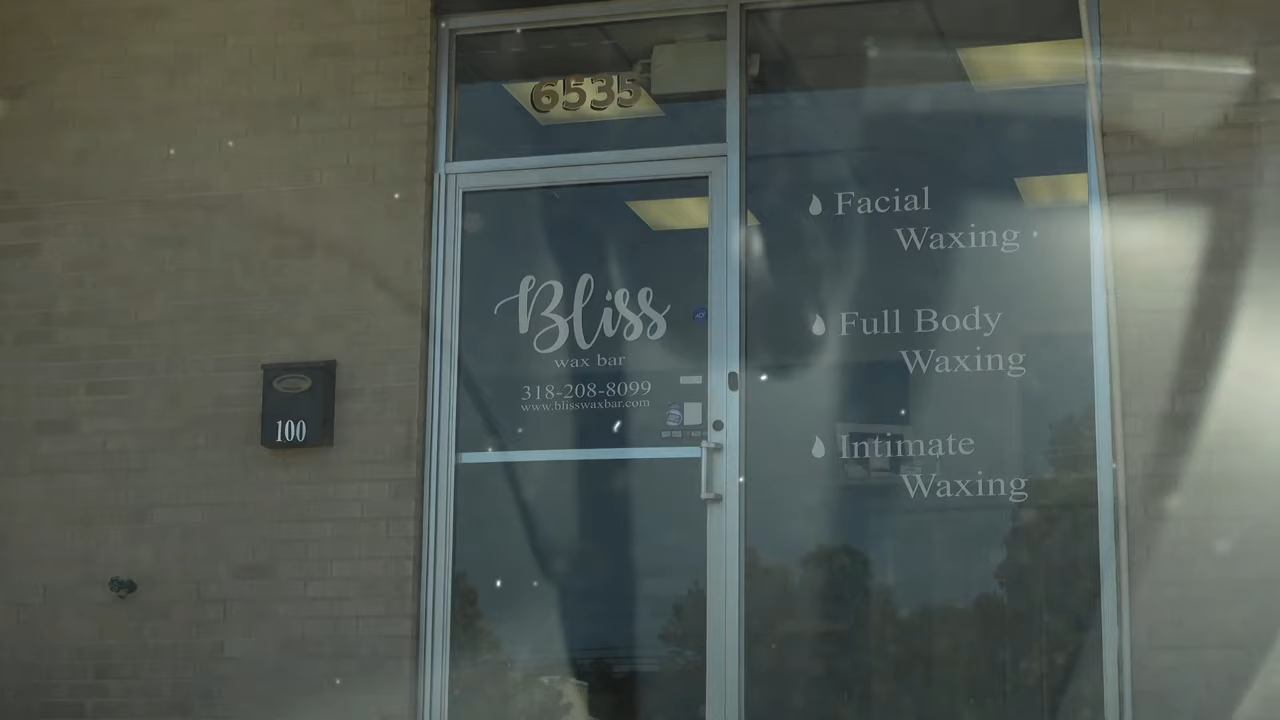 6535
Bliss
wax bar
318-208-8099
www.blisswaxbar.com
100
Facial
Waxing
Full Body
Waxing
Intimate
Waxing